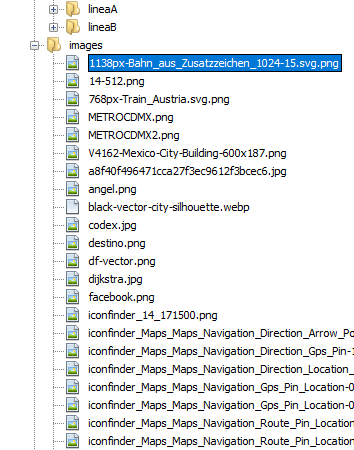 lineaA
lineaB
images
1138px-Bahn_aus_Zusatzzeichen_1024-15.svg.png
14-512.png
768px-Train_Austria.svg.png
METROCDMX.png
METROCDMX2.png
V4162-Mexico-City-Building-600x187.png
a8f40f496471cca27f3ec9612f3bcec6.jpg
angel.png
black-vector-city-silhouette.webp
codex.jpg
destino.png
df-vector.png
dijkstra.jpg
facebook.png
iconfinder_14_171500.png
iconfinder_Maps_Maps_Navigation_Direction_Arrow_Po
iconfinder_Maps_Maps_Navigation_Direction_Gps_Pin-1
iconfinder_Maps_Maps_Navigation_Direction_Location_
iconfinder_Maps_Maps_Navigation_Gps_Pin_Location-0
iconfinder_Maps_Maps_Navigation_Gps_Pin_Location-0
iconfinder_Maps_Maps_Navigation_Route_Pin_Location
iconfinder_Maps_Maps_Navigation_Route_Pin_Location